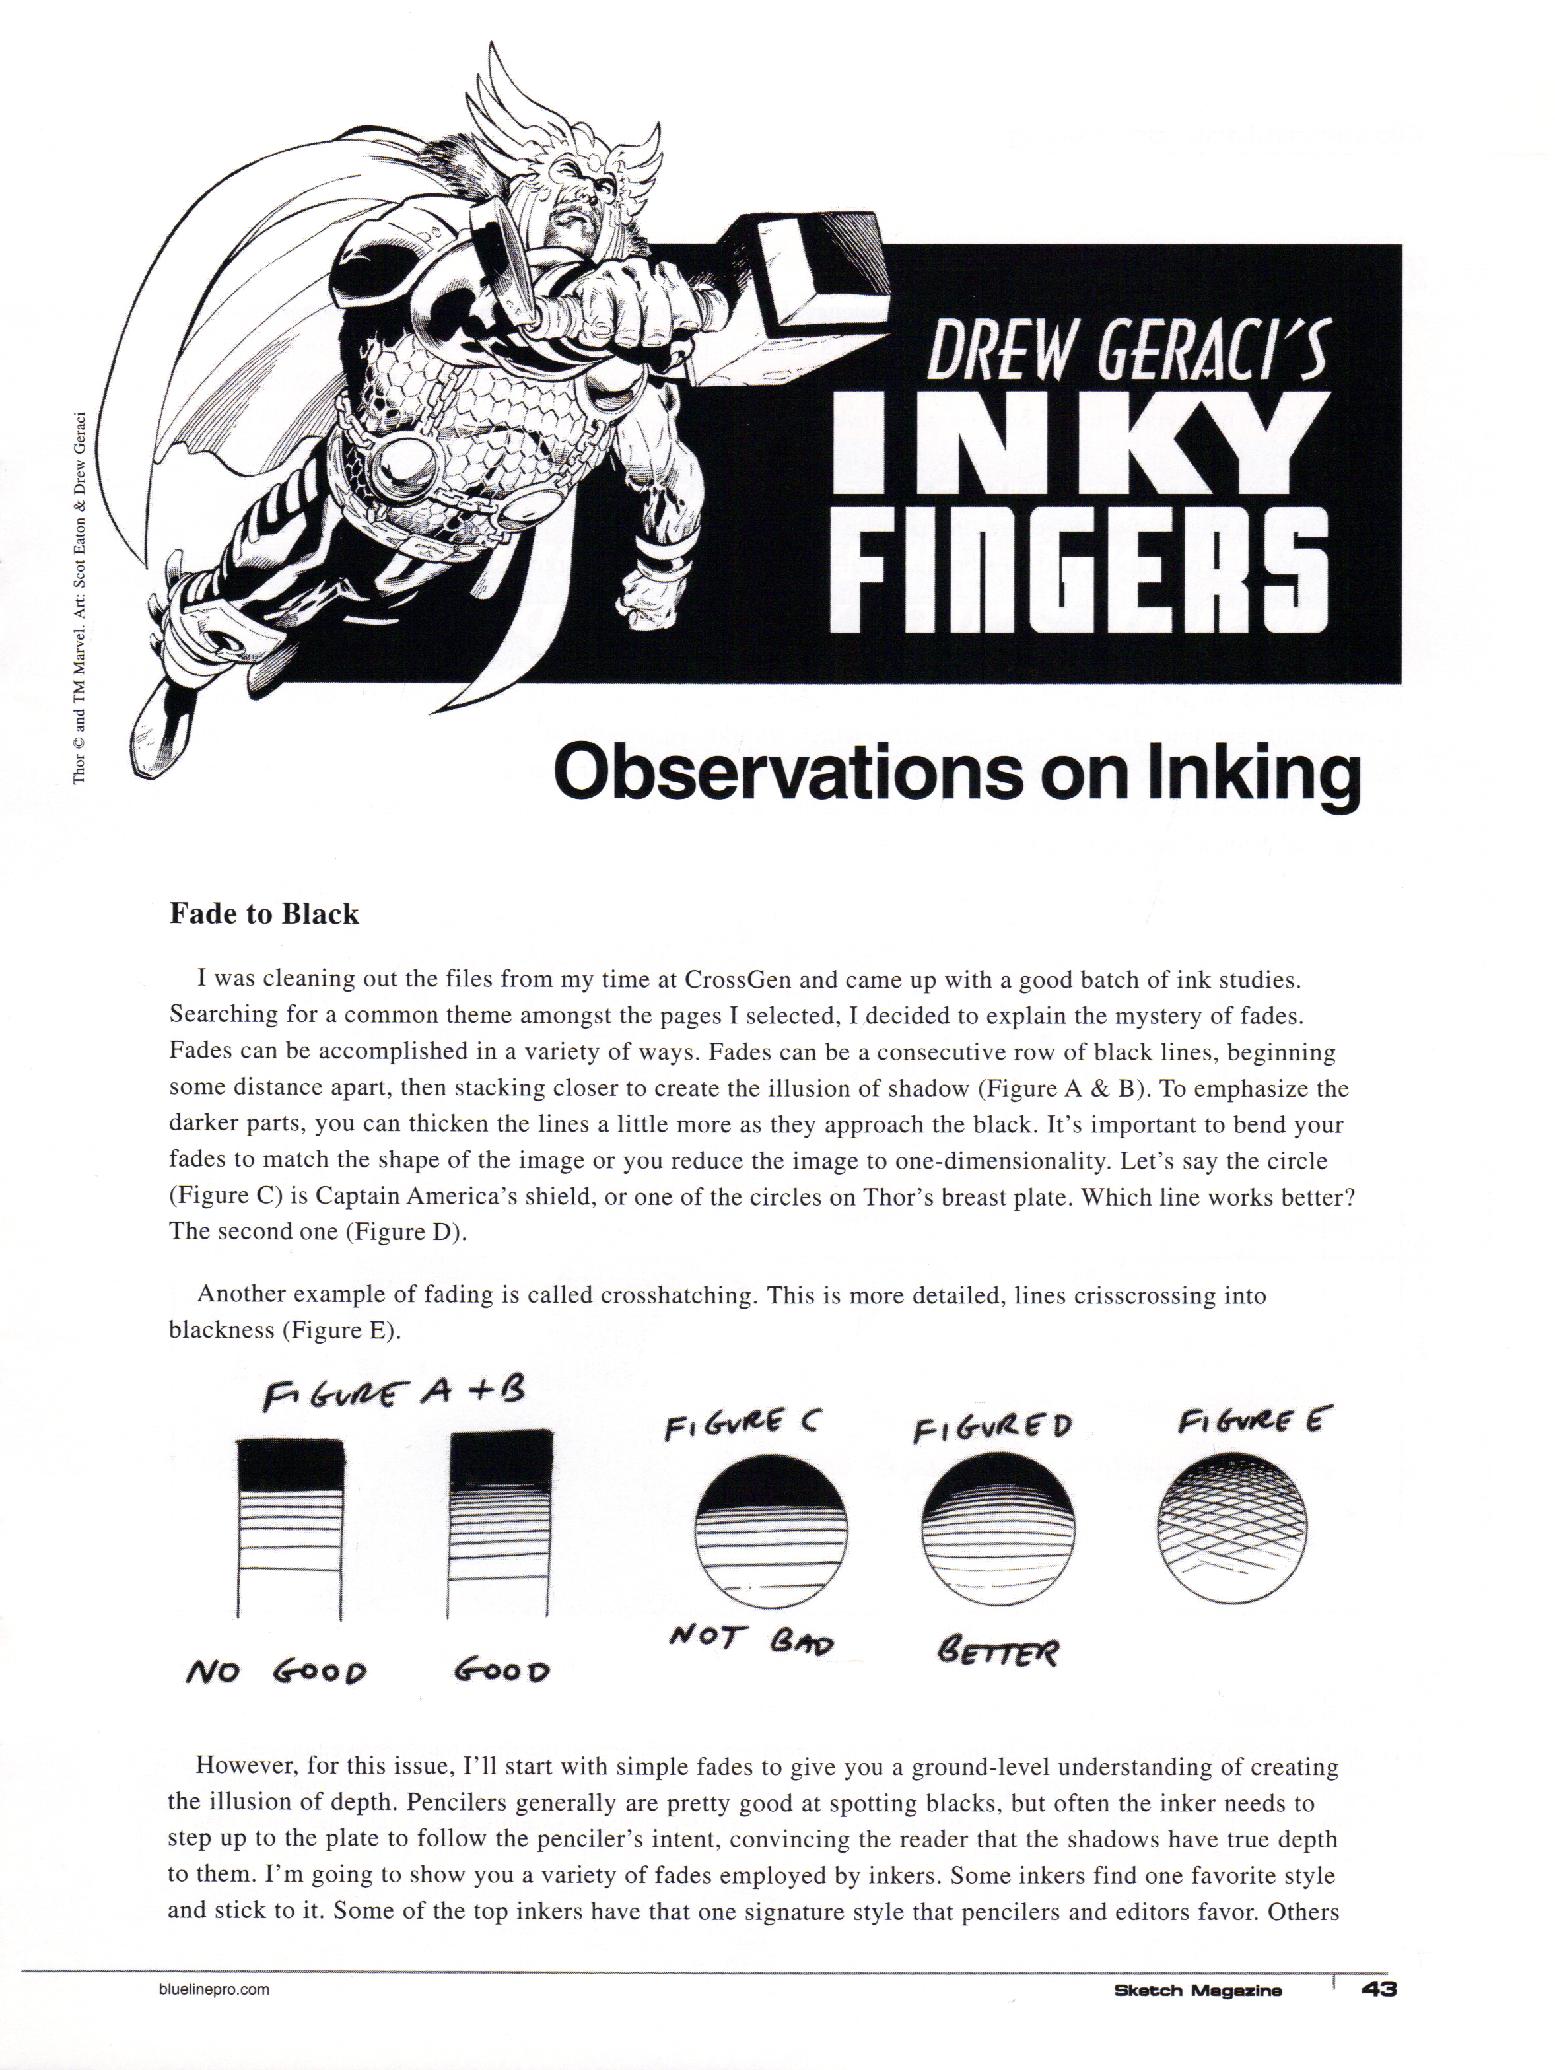 Thor © and TM Marvel. Art: Scot Eaton & Drew Geraci
DREW GERACI'S
INKY
FINGERS
Observations on Inking
Fade to Black
I was cleaning out the files from my time at CrossGen and came up with a good batch of ink studies.
Searching for a common theme amongst the pages I selected, I decided to explain the mystery of fades.
Fades can be accomplished in a variety of ways. Fades can be a consecutive row of black lines, beginning
some distance apart, then stacking closer to create the illusion of shadow (Figure A & B). To emphasize the
darker parts, you can thicken the lines a little more as they approach the black. It's important to bend your
fades to match the shape of the image or you reduce the image to one-dimensionality. Let's say the circle
(Figure C) is Captain America's shield, or one of the circles on Thor's breast plate. Which line works better?
The second one (Figure D).
Another example of fading is called crosshatching. This is more detailed, lines crisscrossing into
blackness (Figure E).
FIGURE A + B
FIGURE C
FIGURE D
FIGURE E
NO GOOD
GOOD
NOT BAD
BETTER
However, for this issue, I'll start with simple fades to give you a ground-level understanding of creating
the illusion of depth. Pencilers generally are pretty good at spotting blacks, but often the inker needs to
step up to the plate to follow the penciler's intent, convincing the reader that the shadows have true depth
to them. I'm going to show you a variety of fades employed by inkers. Some inkers find one favorite style
and stick to it. Some of the top inkers have that one signature style that pencilers and editors favor. Others
bluelinepro.com
Sketch Magazine
43